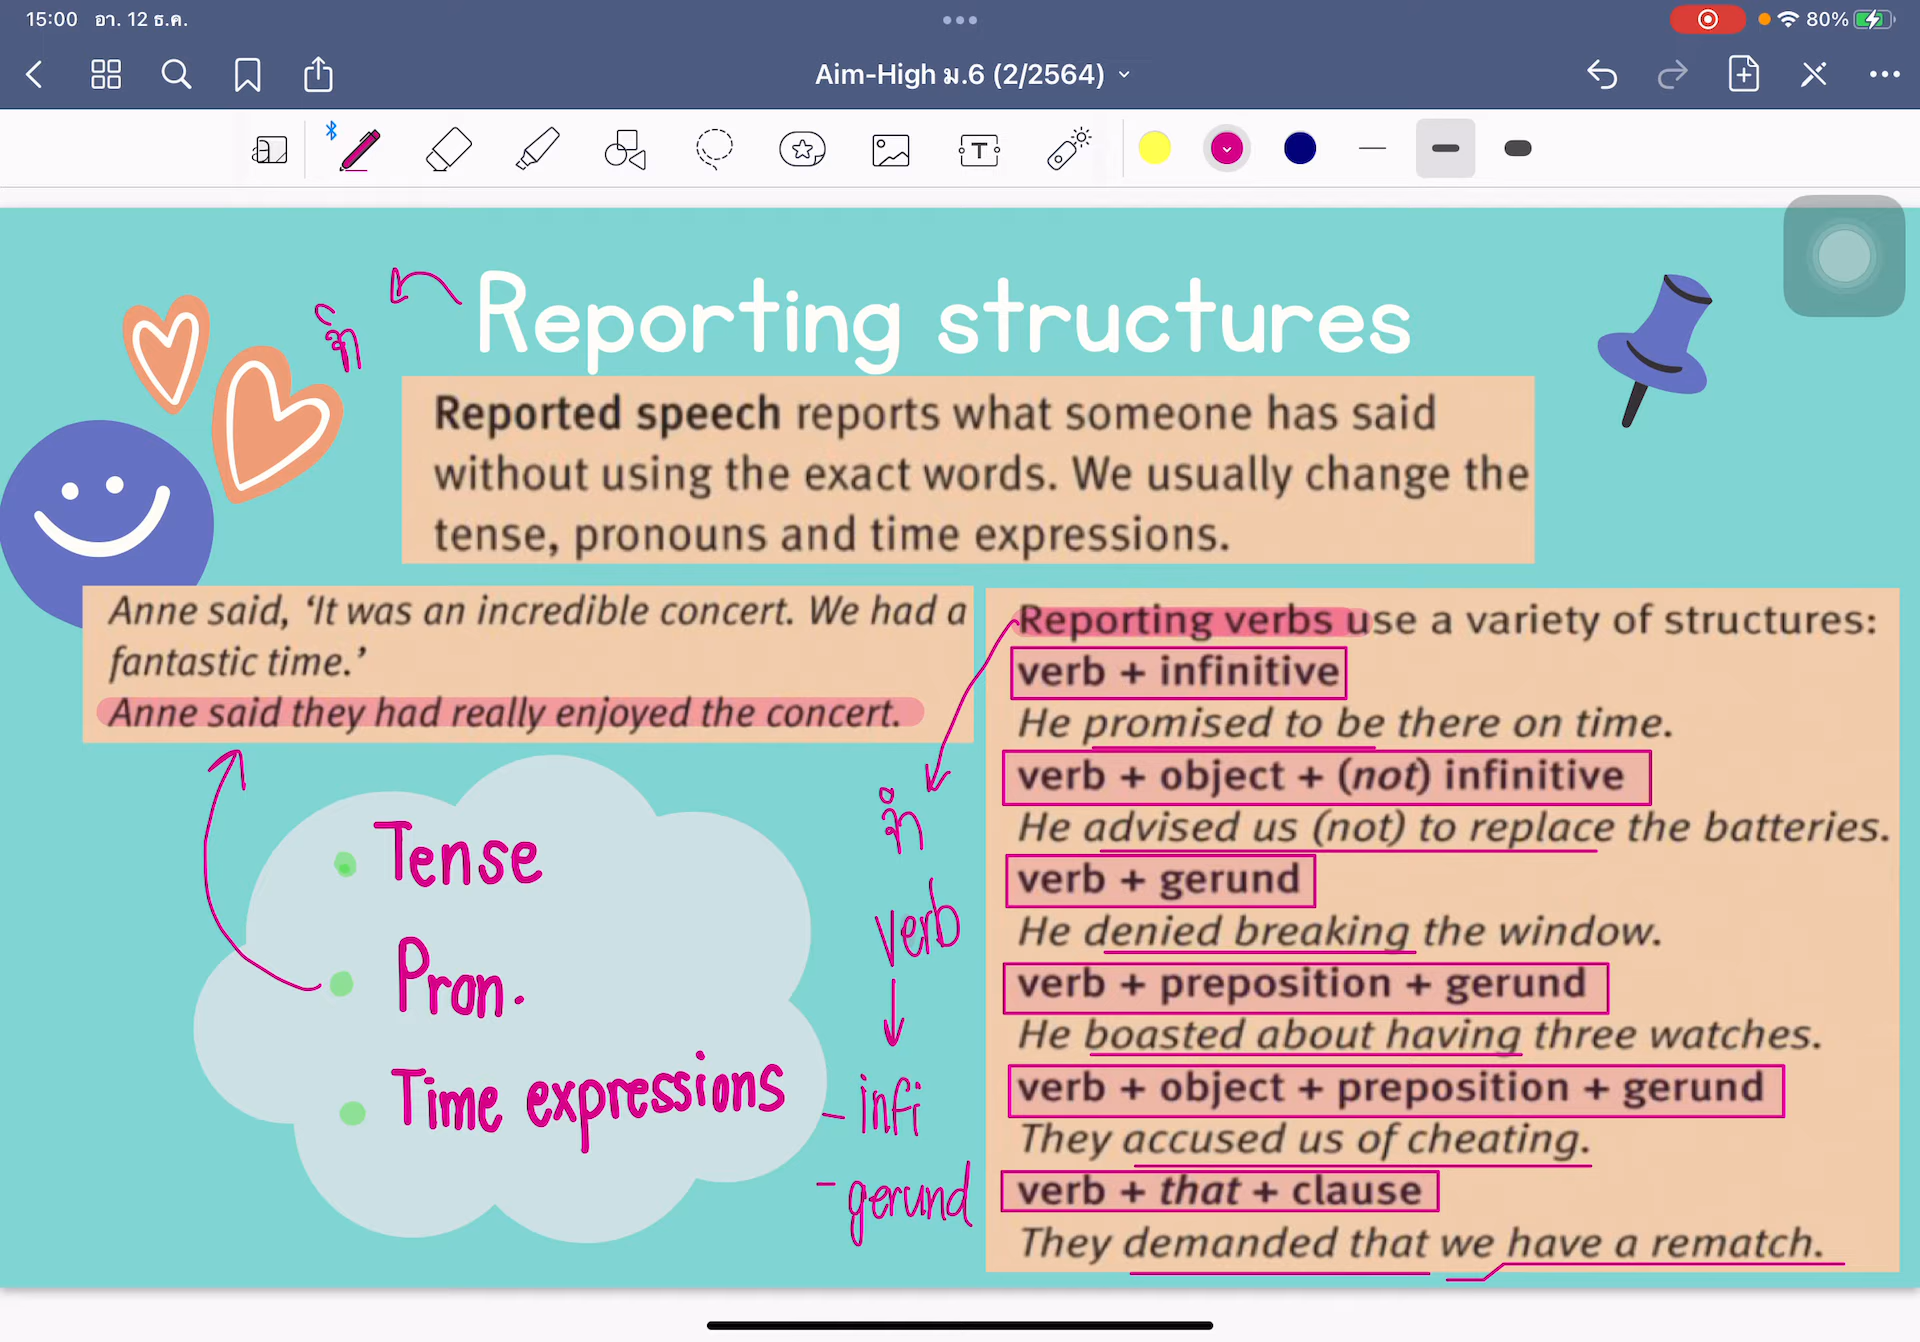 15:00 อา. 12 ธ.ค.
80%
Aim-High ม.6 (2/2564)
Reporting structures
Reported speech reports what someone has said
without using the exact words. We usually change the
tense, pronouns and time expressions.
Anne said, ‘It was an incredible concert. We had a
fantastic time.’
Anne said they had really enjoyed the concert.
Tense
Pron.
Time expressions
verb
- infi
- gerund
Reporting verbs use a variety of structures:
verb + infinitive
He promised to be there on time.
verb + object + (not) infinitive
He advised us (not) to replace the batteries.
verb + gerund
He denied breaking the window.
verb + preposition + gerund
He boasted about having three watches.
verb + object + preposition + gerund
They accused us of cheating.
verb + that + clause
They demanded that we have a rematch.